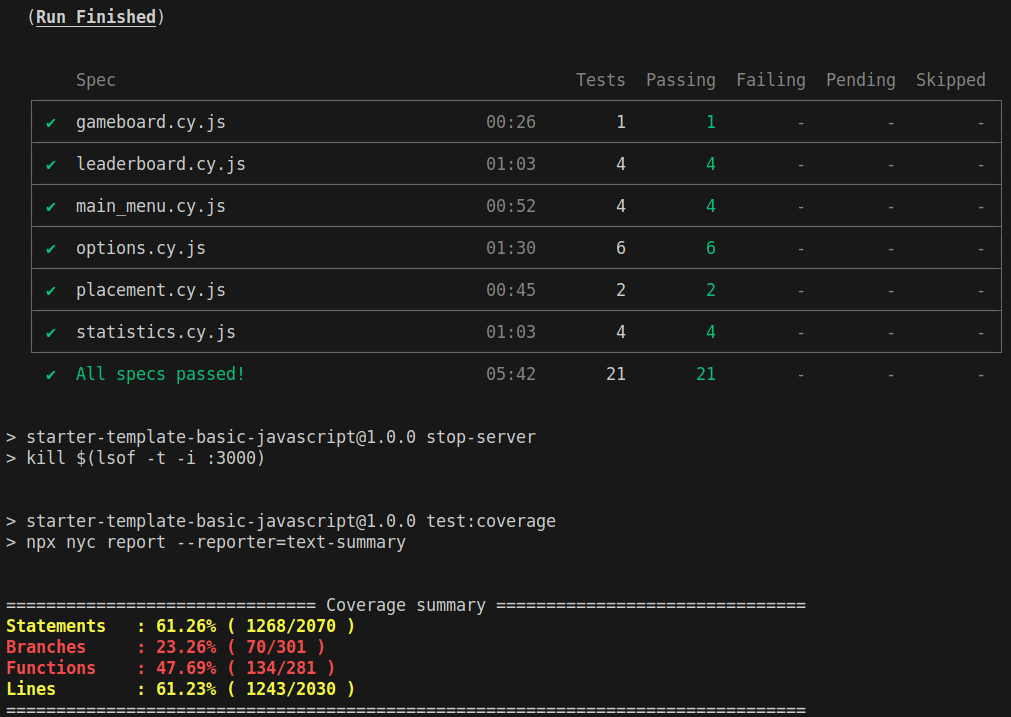 (Run Finished)
Spec Tests Passing Failing Pending Skipped
✔ gameboard.cy.js 00:26 1 1 - - -
✔ leaderboard.cy.js 01:03 4 4 - - -
✔ main_menu.cy.js 00:52 4 4 - - -
✔ options.cy.js 01:30 6 6 - - -
✔ placement.cy.js 00:45 2 2 - - -
✔ statistics.cy.js 01:03 4 4 - - -
✔ All specs passed! 05:42 21 21 - - -
> starter-template-basic-javascript@1.0.0 stop-server
> kill $(lsof -t -i :3000)
> starter-template-basic-javascript@1.0.0 test:coverage
> npx nyc report --reporter=text-summary
=============================== Coverage summary ===============================
Statements : 61.26% ( 1268/2070 )
Branches : 23.26% ( 70/301 )
Functions : 47.69% ( 134/281 )
Lines : 61.23% ( 1243/2030 )
================================================================================